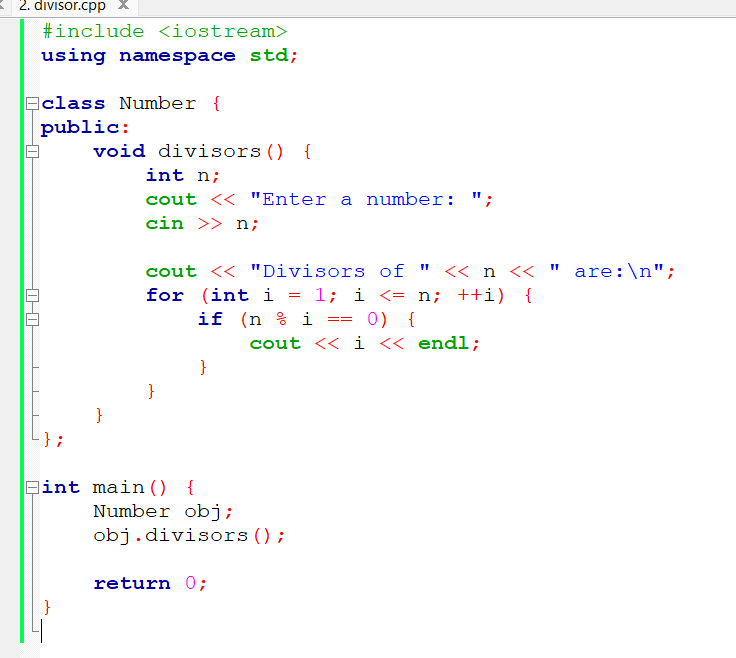 2. divisor.cpp X
#include <iostream>
using namespace std;

class Number {
public:
    void divisors() {
        int n;
        cout << "Enter a number: ";
        cin >> n;

        cout << "Divisors of " << n << " are:\n";
        for (int i = 1; i <= n; ++i) {
            if (n % i == 0) {
                cout << i << endl;
            }
        }
    }
};

int main() {
    Number obj;
    obj.divisors();

    return 0;
}